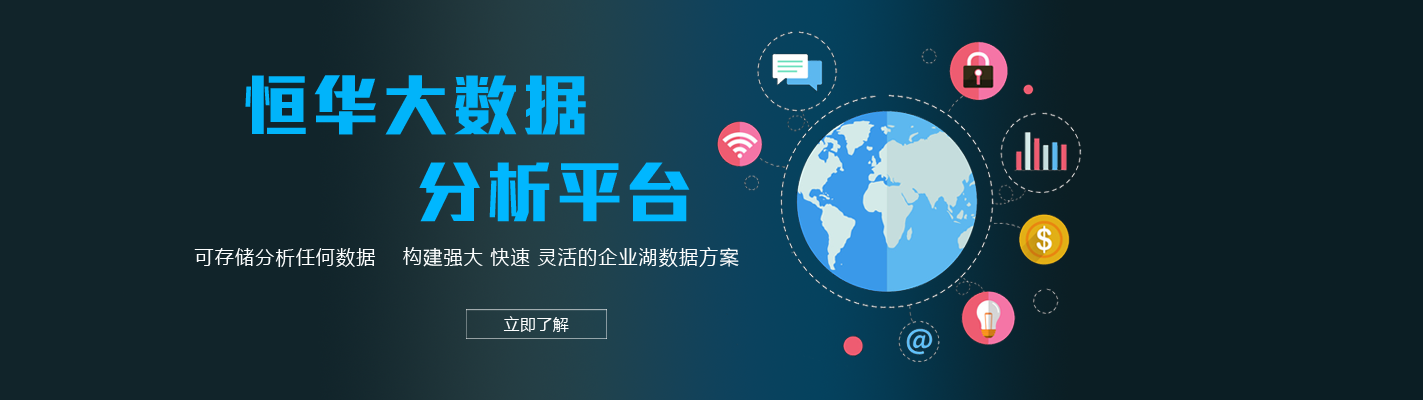 恒华大数据
分析平台
可存储分析任何数据 构建强大 快速 灵活的企业湖数据方案
立即了解
@
$